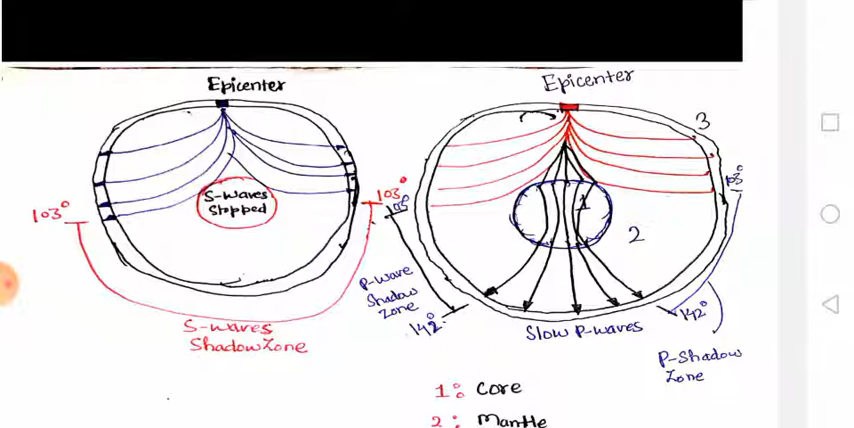 Epicenter
S-waves
Stopped
103°
103°
S-waves
Shadow Zone
Epicenter
3
1
2
103°
103°
P-wave
Shadow
Zone
142°
142°
Slow P-waves
P-Shadow
Zone
1: Core
2: Mantle